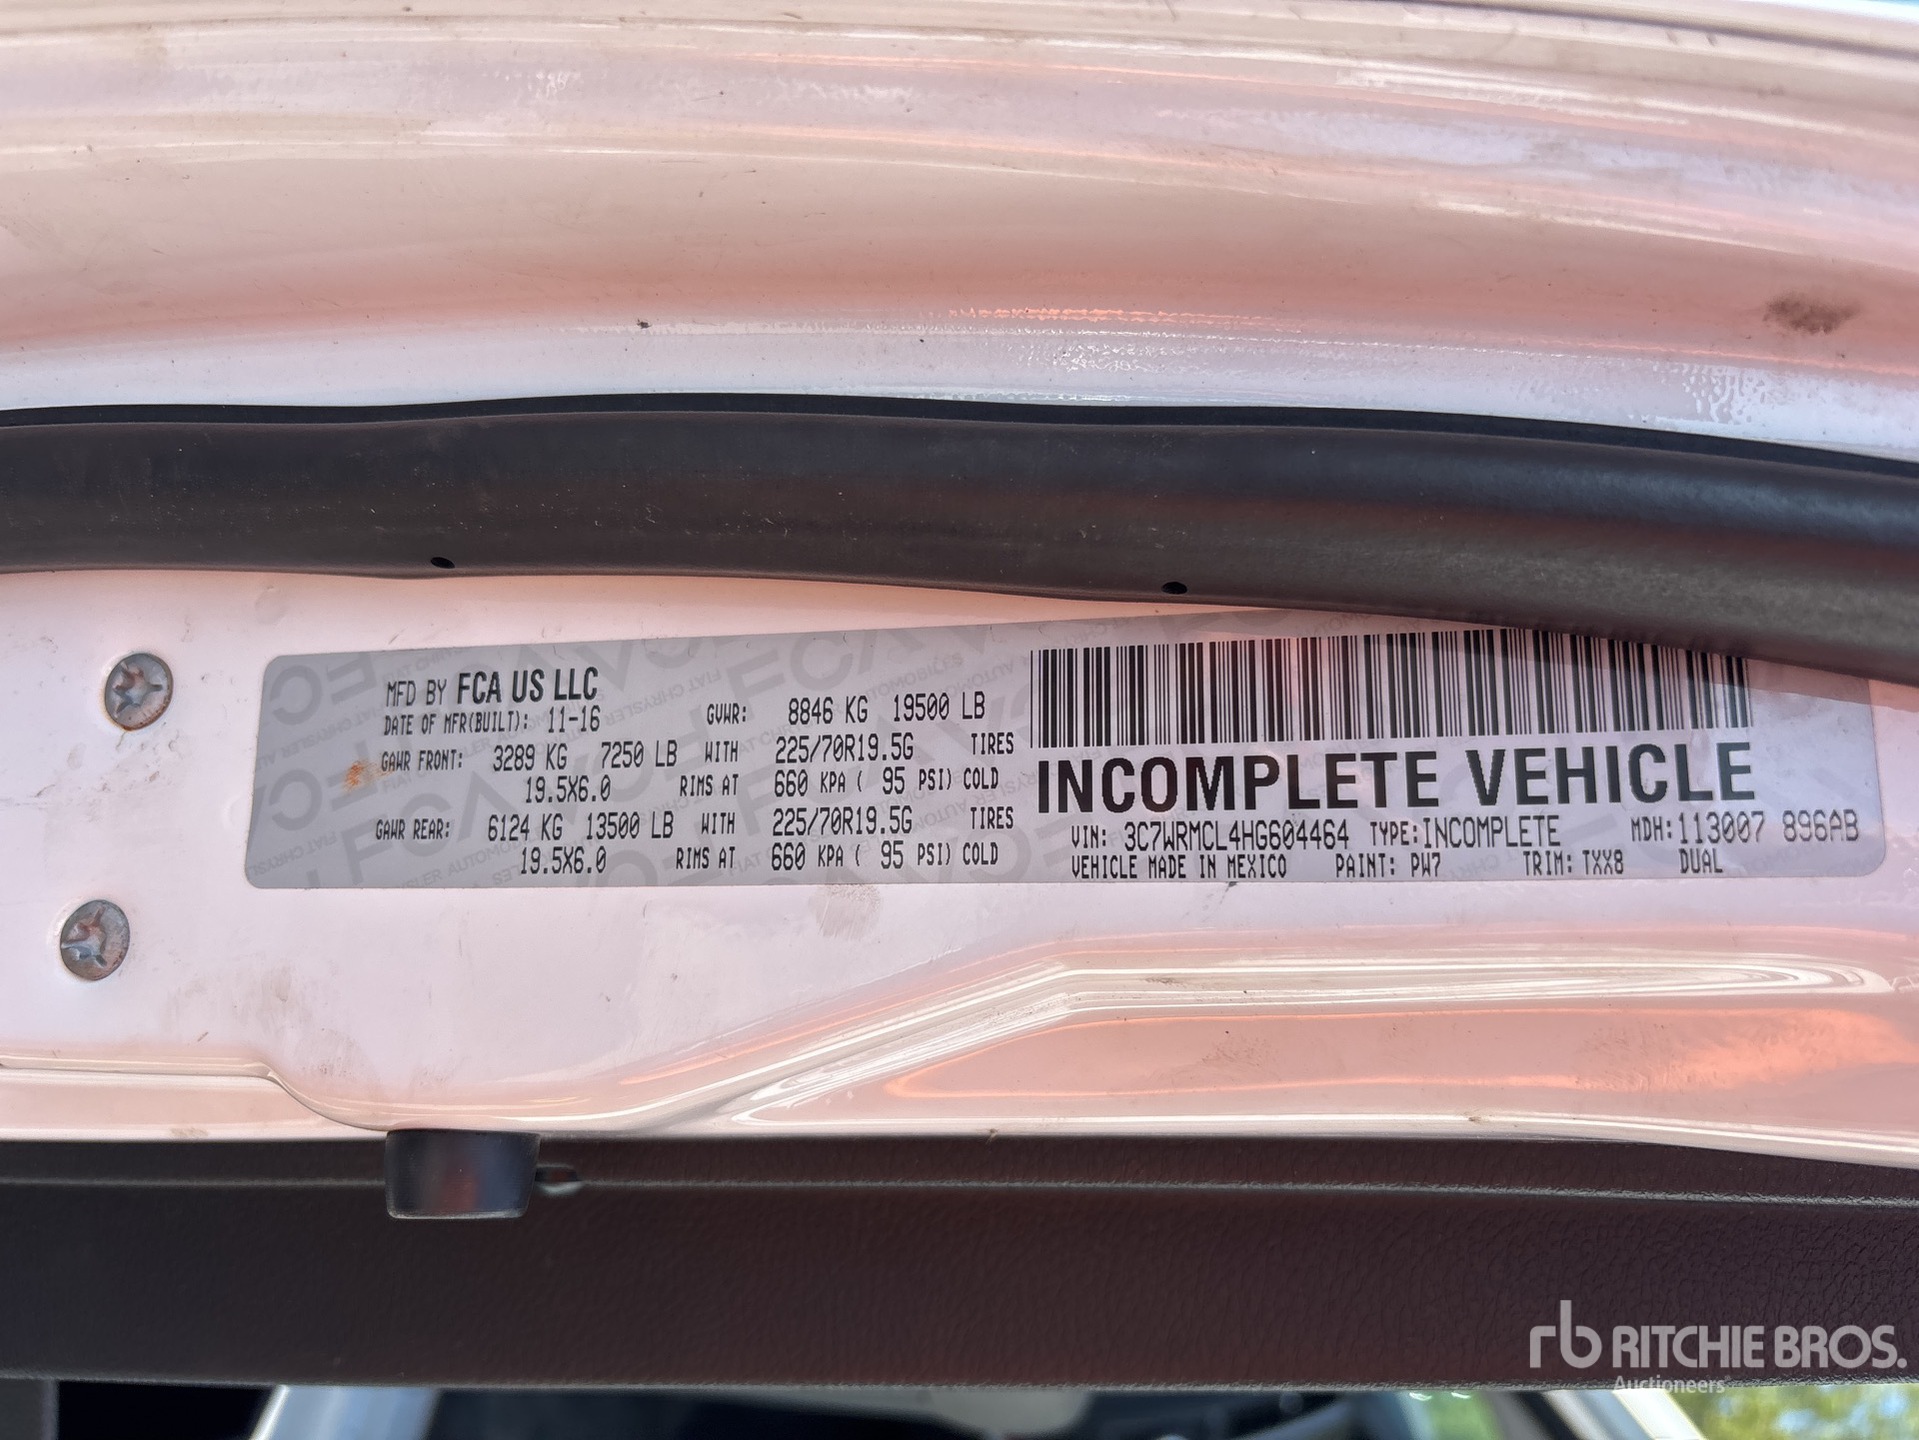 MFD BY FCA US LLC
DATE OF MFR(BUILT): 11-16 GVWR: 8846 KG 19500 LB
GAWR FRONT: 3289 KG 7250 LB WITH 225/70R19.5G TIRES
19.5X6.0 RIMS AT 660 KPA ( 95 PSI) COLD
GAWR REAR: 6124 KG 13500 LB WITH 225/70R19.5G TIRES
19.5X6.0 RIMS AT 660 KPA ( 95 PSI) COLD
INCOMPLETE VEHICLE
VIN: 3C7WRMCL4HG604464 TYPE: INCOMPLETE MDH: 113007 896AB
VEHICLE MADE IN MEXICO PAINT: PW7 TRIM: TXX8 DUAL
rb RITCHIE BROS.
Auctioneers